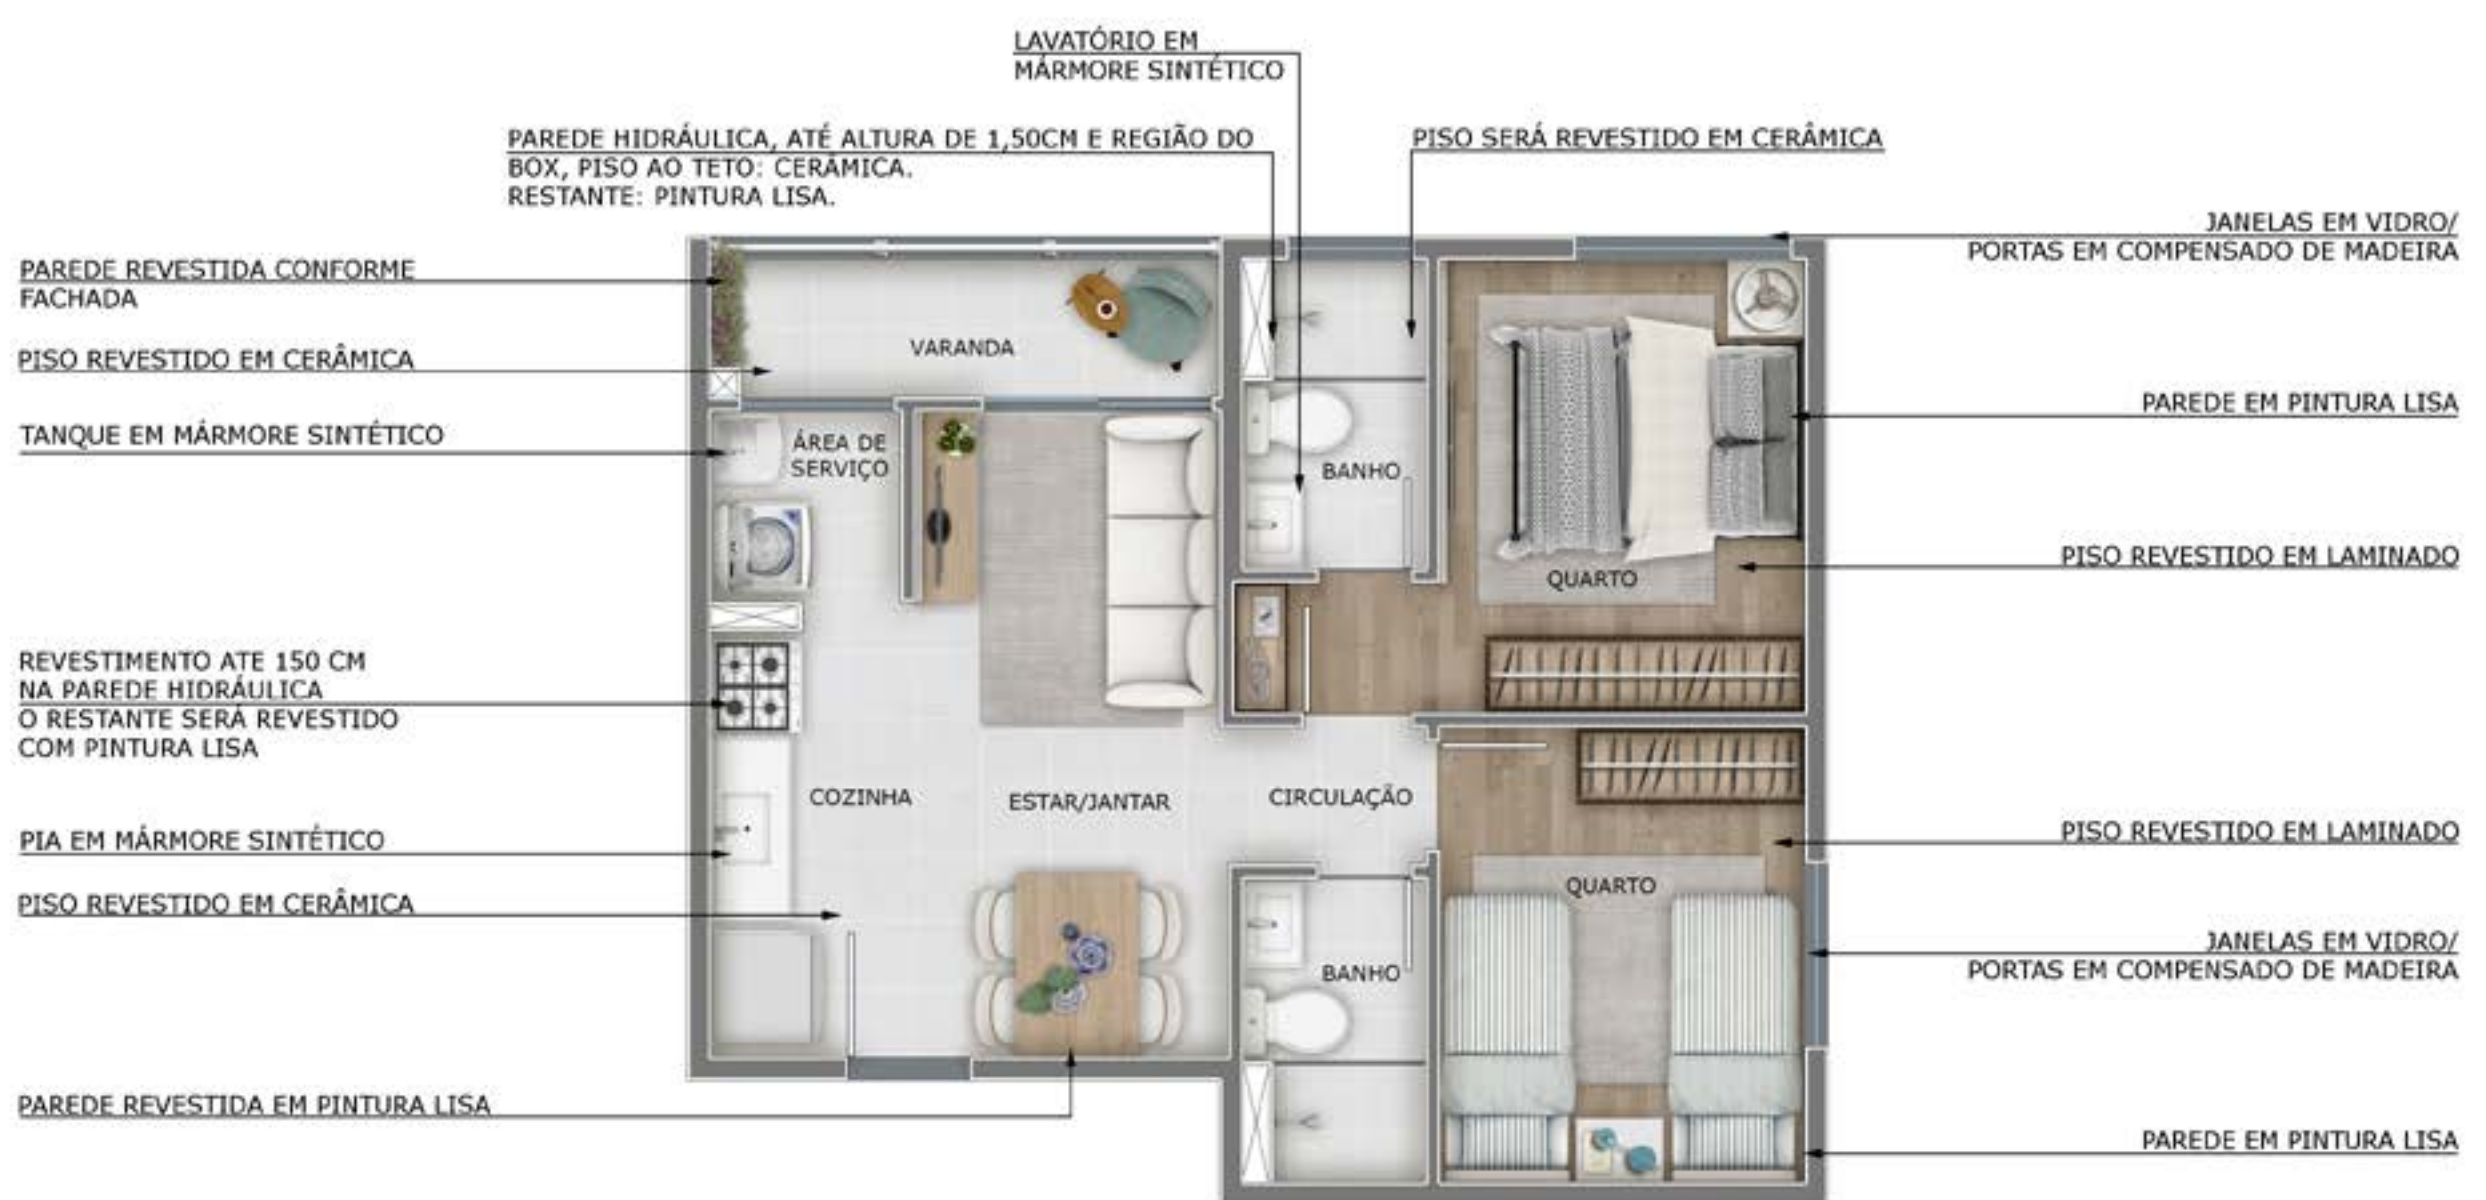 LAVATÓRIO EM
MÁRMORE SINTÉTICO
PAREDE HIDRÁULICA, ATÉ ALTURA DE 1,50CM E REGIÃO DO
BOX, PISO AO TETO: CERÂMICA.
RESTANTE: PINTURA LISA.
PISO SERÁ REVESTIDO EM CERÂMICA
JANELAS EM VIDRO/
PORTAS EM COMPENSADO DE MADEIRA
PAREDE REVESTIDA CONFORME
FACHADA
PISO REVESTIDO EM CERÂMICA
TANQUE EM MÁRMORE SINTÉTICO
REVESTIMENTO ATE 150 CM
NA PAREDE HIDRÁULICA
O RESTANTE SERÁ REVESTIDO
COM PINTURA LISA
PIA EM MÁRMORE SINTÉTICO
PISO REVESTIDO EM CERÂMICA
PAREDE REVESTIDA EM PINTURA LISA
VARANDA
ÁREA DE
SERVIÇO
BANHO
QUARTO
COZINHA
ESTAR/JANTAR
CIRCULAÇÃO
QUARTO
BANHO
PAREDE EM PINTURA LISA
PISO REVESTIDO EM LAMINADO
PISO REVESTIDO EM LAMINADO
JANELAS EM VIDRO/
PORTAS EM COMPENSADO DE MADEIRA
PAREDE EM PINTURA LISA